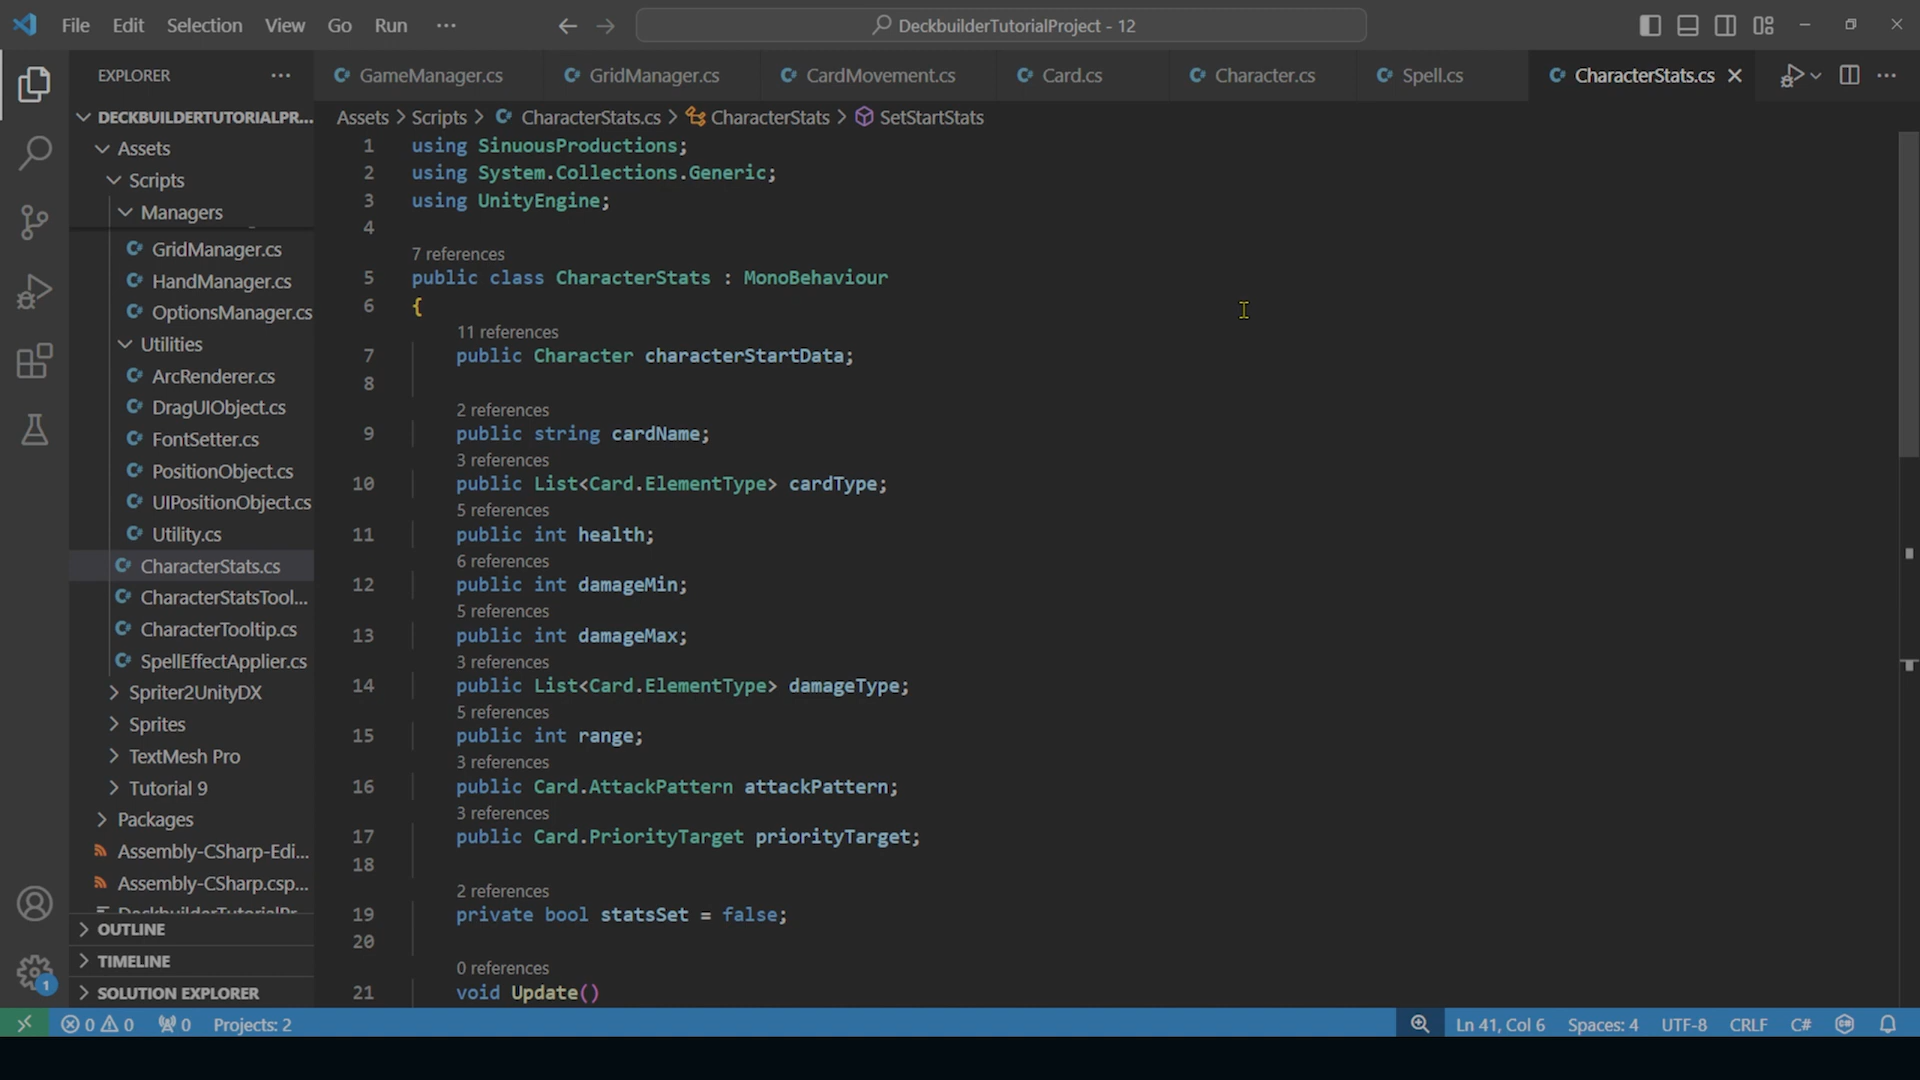 File Edit Selection View Go Run ···
DeckbuilderTutorialProject - 12
EXPLORER ···
DECKBUILDERTUTORIALPR...
Assets
Scripts
Managers
GridManager.cs
HandManager.cs
OptionsManager.cs
Utilities
ArcRenderer.cs
DragUIObject.cs
FontSetter.cs
PositionObject.cs
UIPositionObject.cs
Utility.cs
CharacterStats.cs
CharacterStatsTool...
CharacterTooltip.cs
SpellEffectApplier.cs
Spriter2UnityDX
Sprites
TextMesh Pro
Tutorial 9
Packages
Assembly-CSharp-Edi...
Assembly-CSharp.csp...
DeckbuilderTutorialPr
OUTLINE
TIMELINE
SOLUTION EXPLORER
GameManager.cs GridManager.cs CardMovement.cs Card.cs Character.cs Spell.cs CharacterStats.cs
Assets > Scripts > CharacterStats.cs > CharacterStats > SetStartStats
1 using SinuousProductions;
2 using System.Collections.Generic;
3 using UnityEngine;
4
7 references
5 public class CharacterStats : MonoBehaviour
6 {
11 references
7 public Character characterStartData;
8
2 references
9 public string cardName;
3 references
10 public List<Card.ElementType> cardType;
5 references
11 public int health;
6 references
12 public int damageMin;
5 references
13 public int damageMax;
3 references
14 public List<Card.ElementType> damageType;
5 references
15 public int range;
3 references
16 public Card.AttackPattern attackPattern;
3 references
17 public Card.PriorityTarget priorityTarget;
18
2 references
19 private bool statsSet = false;
20
0 references
21 void Update()
1
0 0 0 Projects: 2 Ln 41, Col 6 Spaces: 4 UTF-8 CRLF C#